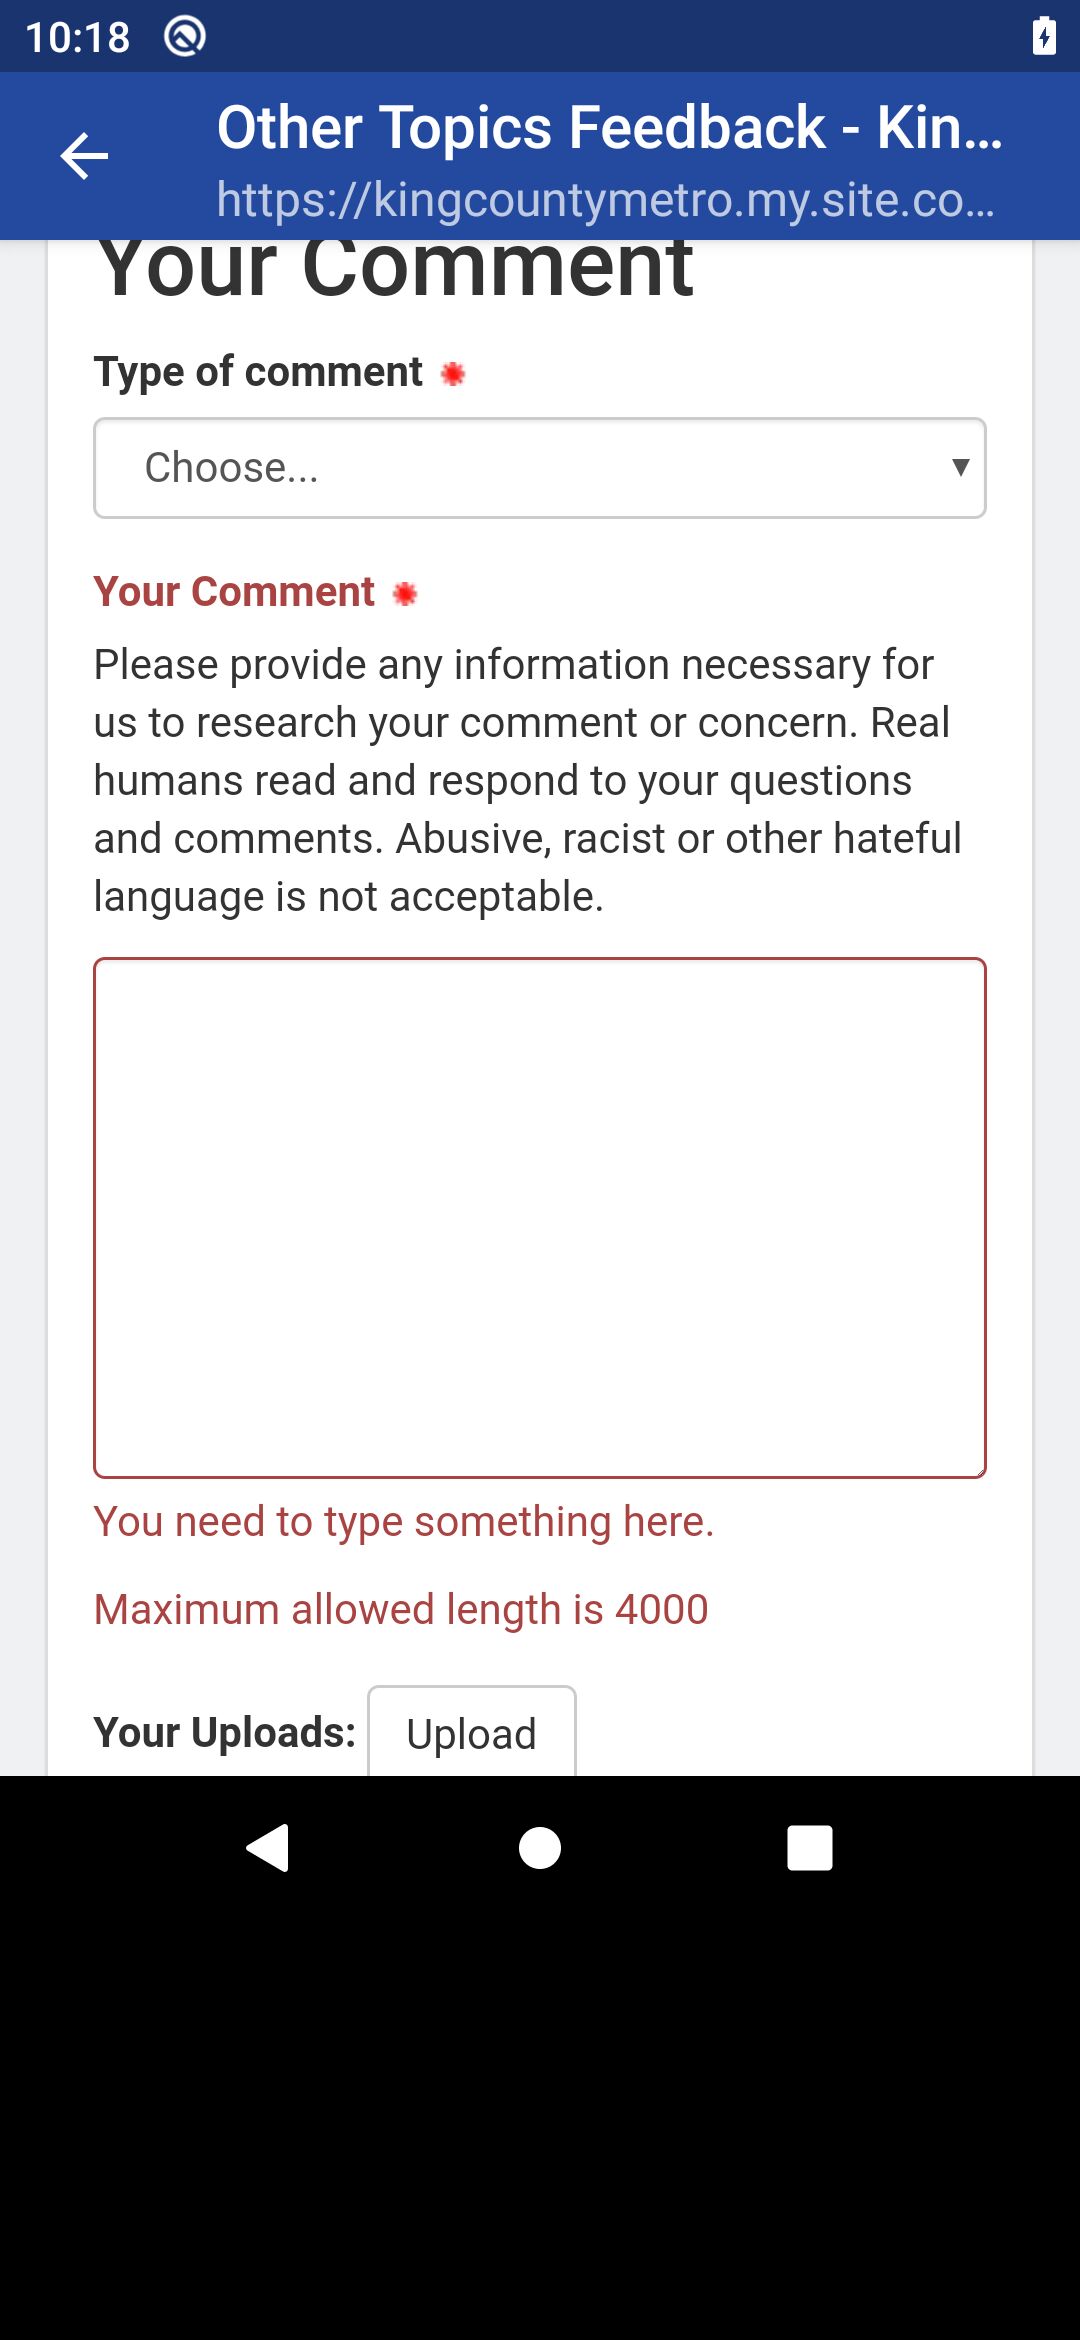 10:18
Other Topics Feedback - Kin...
https://kingcountymetro.my.site.co...
Your Comment
Type of comment
Choose...
Your Comment
Please provide any information necessary for
us to research your comment or concern. Real
humans read and respond to your questions
and comments. Abusive, racist or other hateful
language is not acceptable.
You need to type something here.
Maximum allowed length is 4000
Your Uploads: Upload